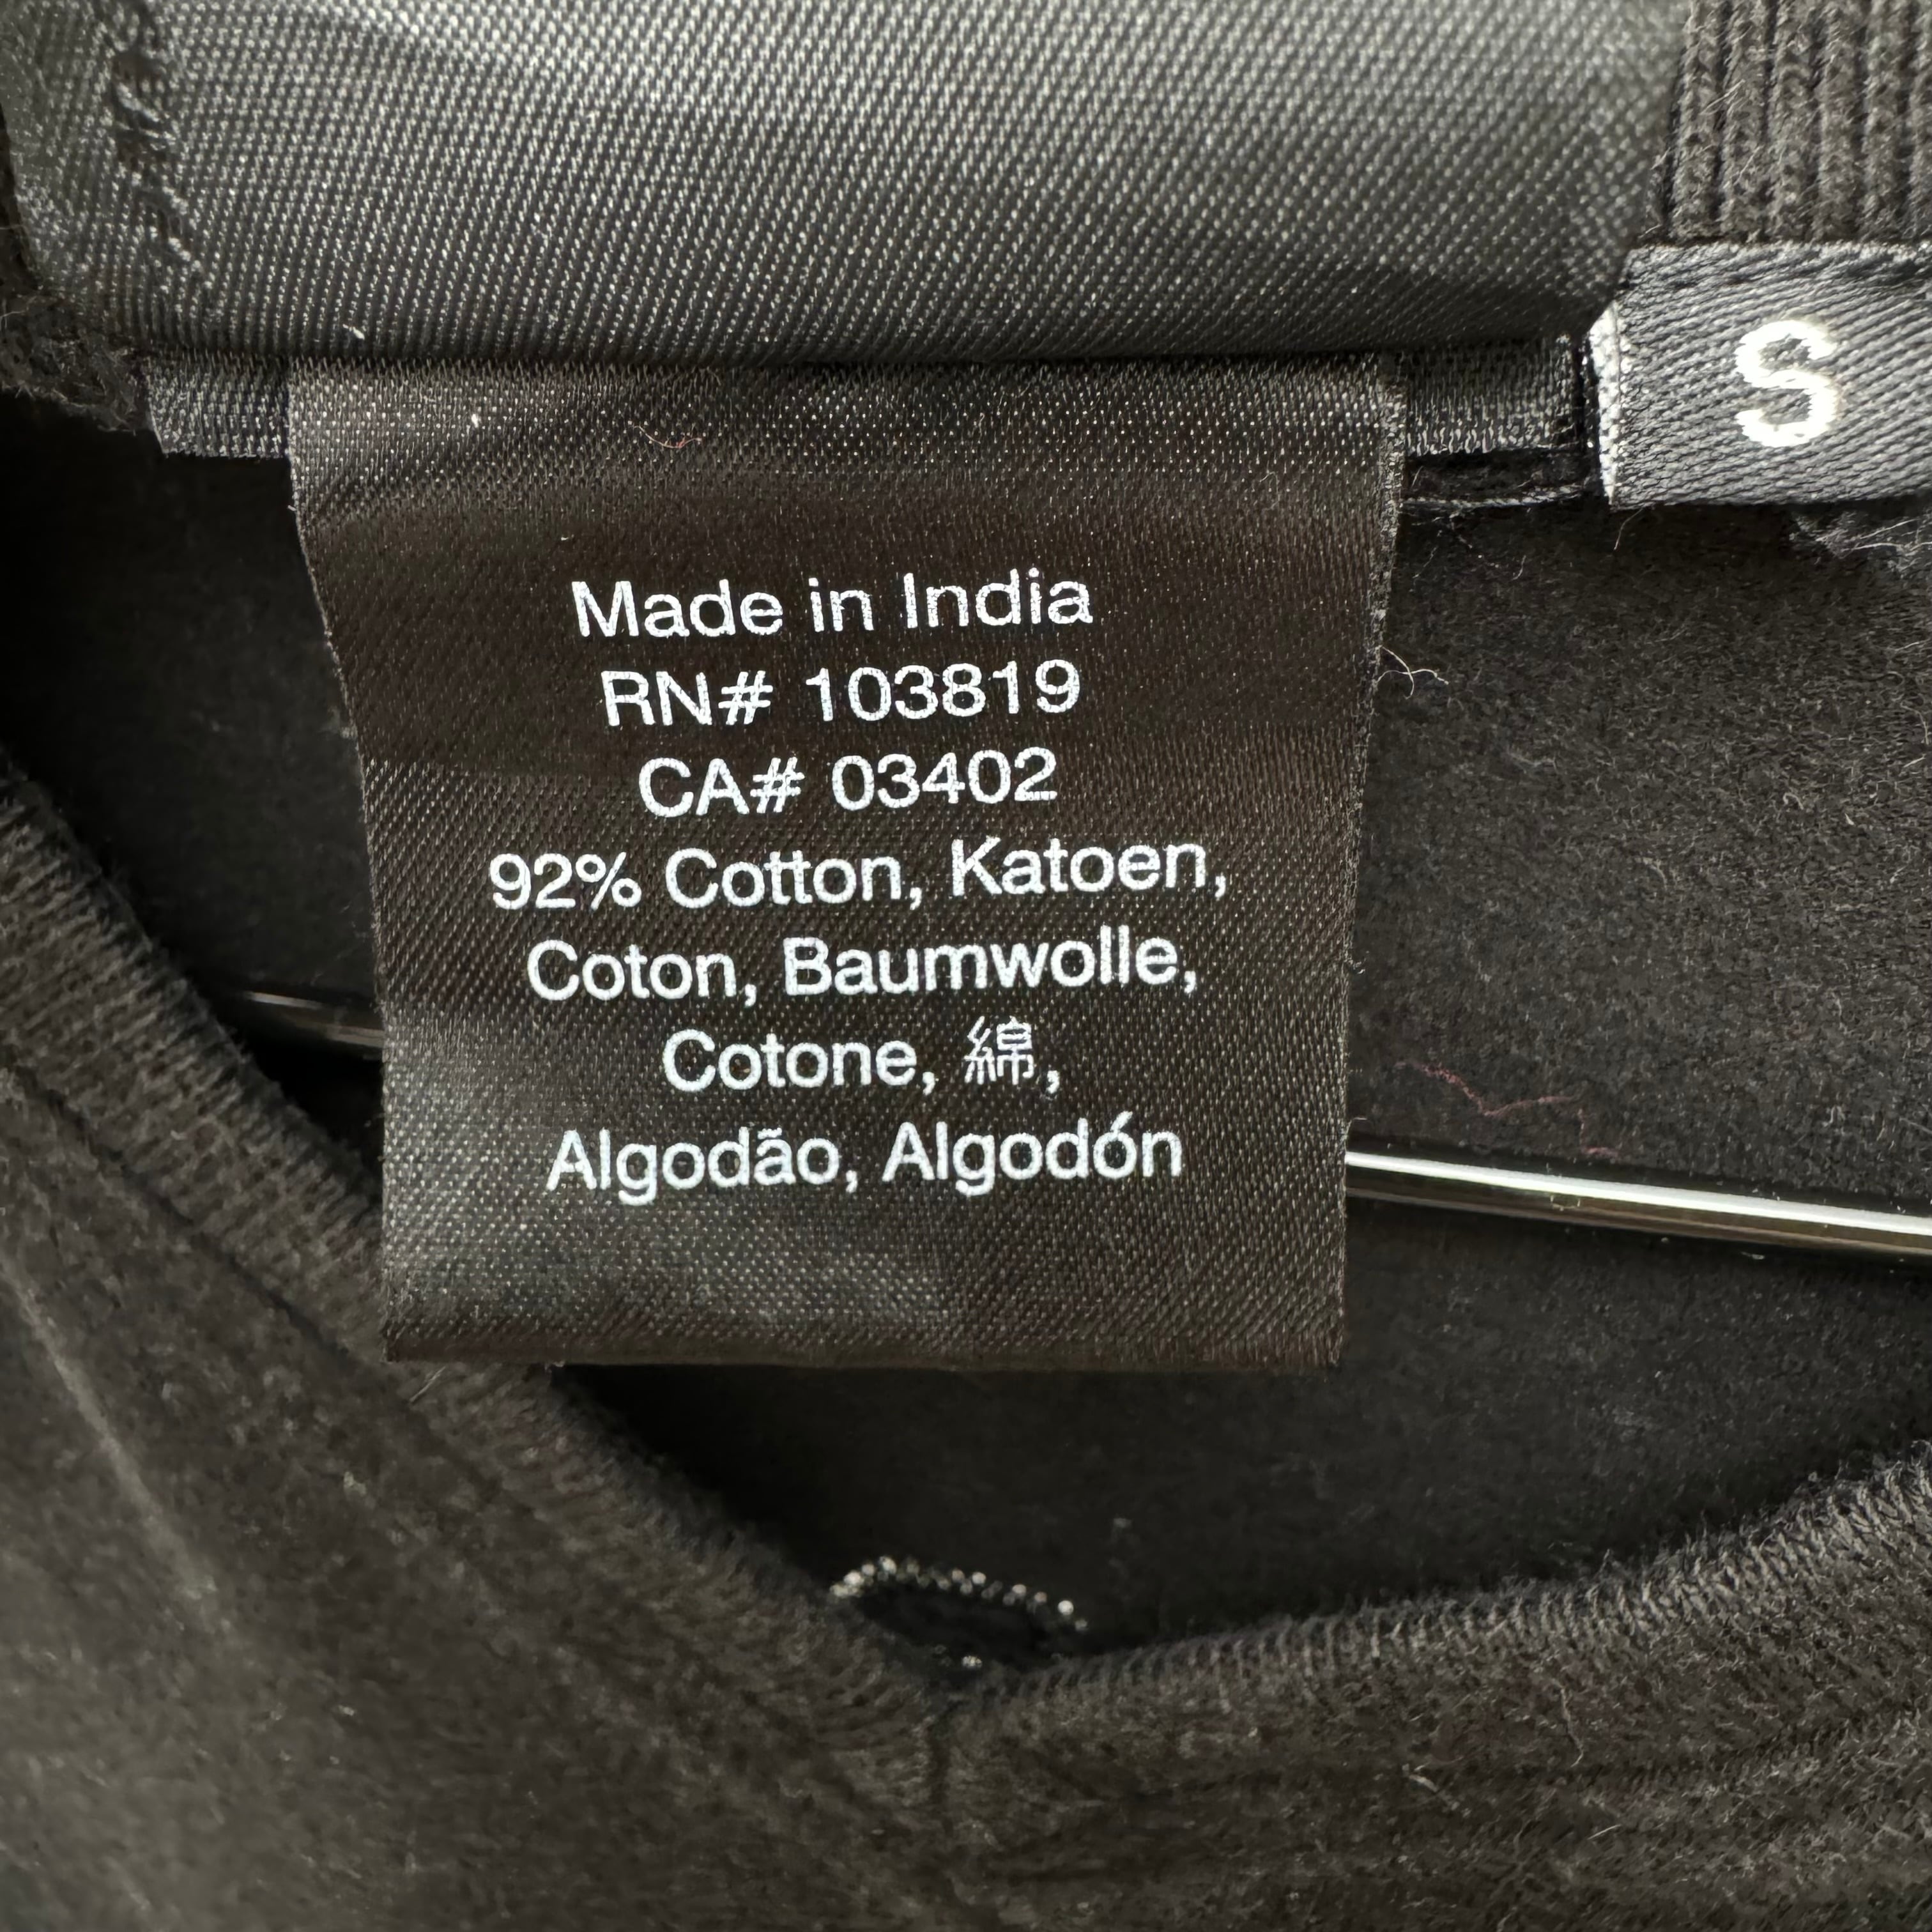 S
Made in India
RN# 103819
CA# 03402
92% Cotton, Katoen,
Coton, Baumwolle,
Cotone, 綿,
Algodão, Algodón